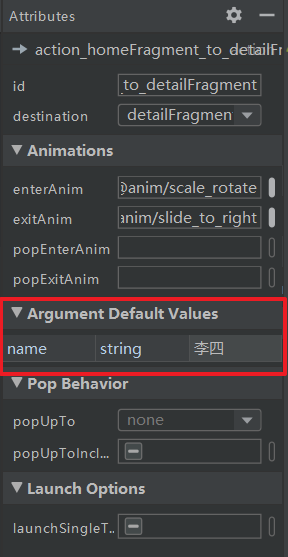 Attributes
action_homeFragment_to_detailFr
id
_to_detailFragment
destination
detailFragmen
Animations
enterAnim
@anim/scale_rotate
exitAnim
anim/slide_to_right
popEnterAnim
popExitAnim
Argument Default Values
name string 李四
Pop Behavior
popUpTo
none
popUpToIncl...
Launch Options
launchSingleT..